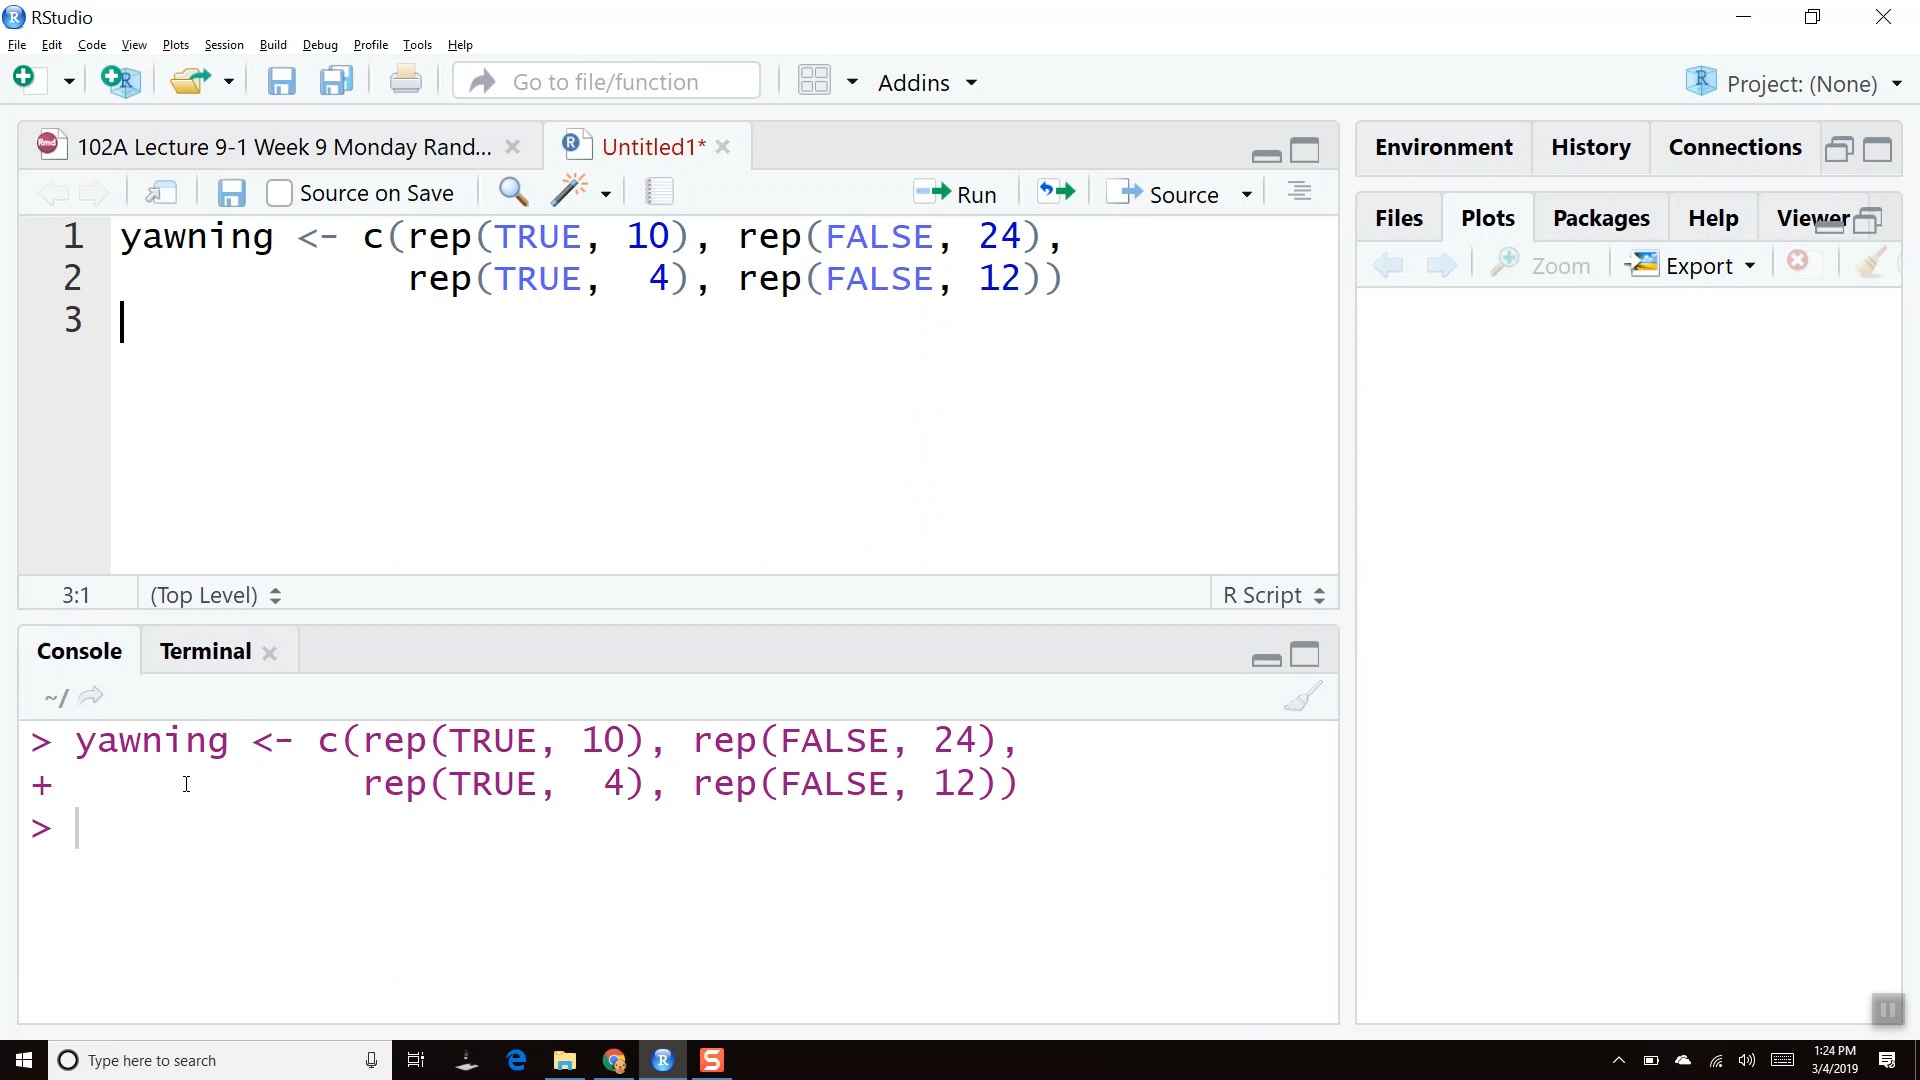 RStudio
File Edit Code View Plots Session Build Debug Profile Tools Help
Go to file/function Addins Project: (None)
102A Lecture 9-1 Week 9 Monday Rand... Untitled1*
Source on Save Run Source
1 yawning <- c(rep(TRUE, 10), rep(FALSE, 24),
2 rep(TRUE, 4), rep(FALSE, 12))
3
3:1 (Top Level) R Script
Console Terminal
~/
> yawning <- c(rep(TRUE, 10), rep(FALSE, 24),
+ rep(TRUE, 4), rep(FALSE, 12))
>
Environment History Connections
Files Plots Packages Help Viewer
Zoom Export
Type here to search
1:24 PM
3/4/2019